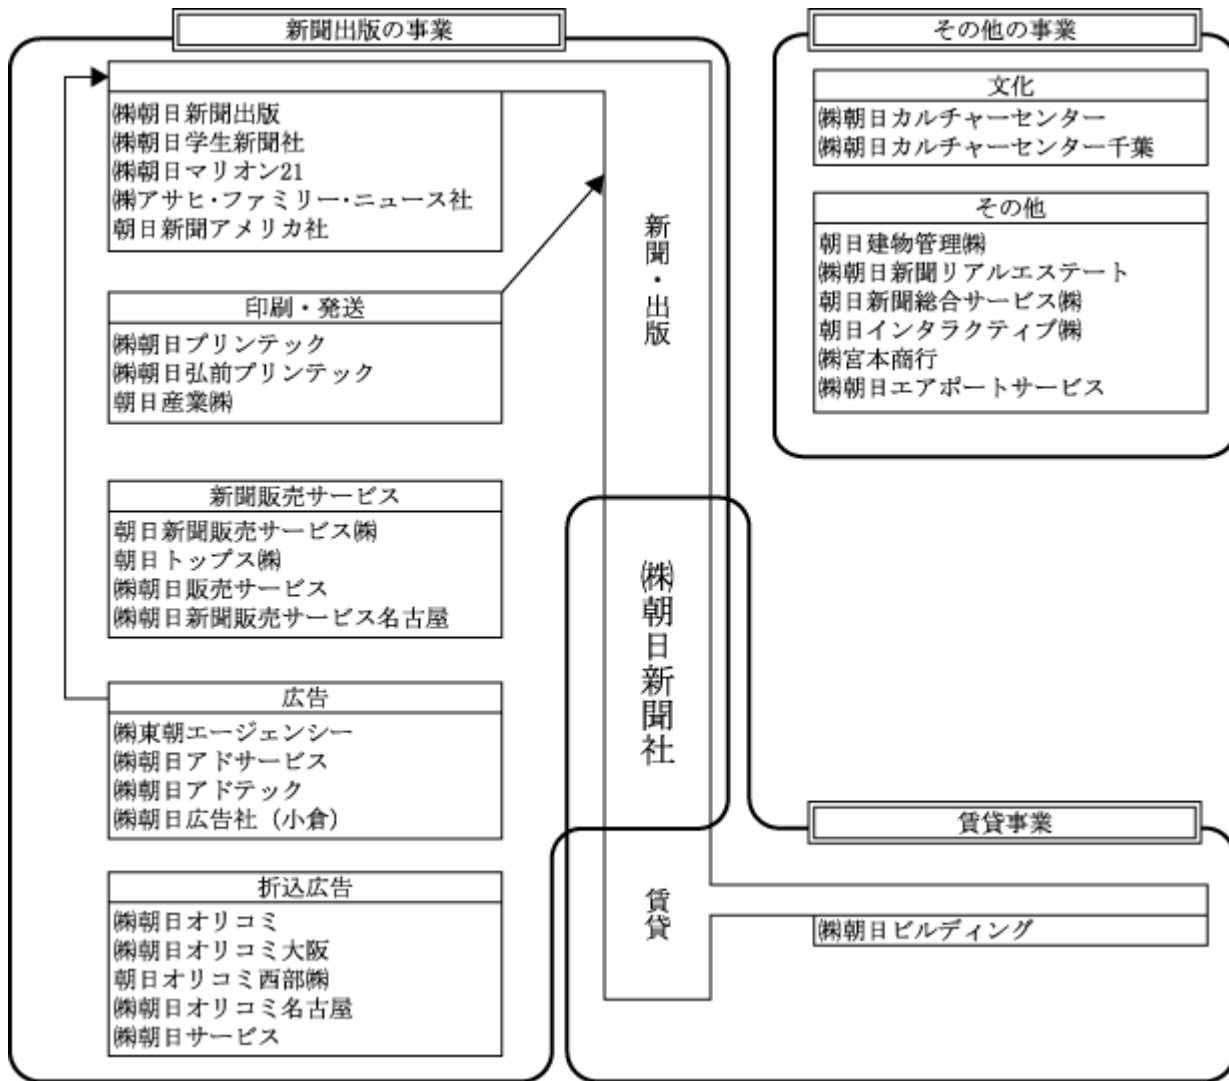 新聞出版の事業
㈱朝日新聞出版
㈱朝日学生新聞社
㈱朝日マリオン21
㈱アサヒ・ファミリー・ニュース社
朝日新聞アメリカ社
印刷・発送
㈱朝日プリンテック
㈱朝日弘前プリンテック
朝日産業㈱
新聞販売サービス
朝日新聞販売サービス㈱
朝日トップス㈱
㈱朝日販売サービス
㈱朝日新聞販売サービス名古屋
広告
㈱東朝エージェンシー
㈱朝日アドサービス
㈱朝日アドテック
㈱朝日広告社（小倉）
折込広告
㈱朝日オリコミ
㈱朝日オリコミ大阪
朝日オリコミ西部㈱
㈱朝日オリコミ名古屋
㈱朝日サービス
新聞・出版
㈱朝日新聞社
賃貸
その他の事業
文化
㈱朝日カルチャーセンター
㈱朝日カルチャーセンター千葉
その他
朝日建物管理㈱
㈱朝日新聞リアルエステート
朝日新聞総合サービス㈱
朝日インタラクティブ㈱
㈱宮本商行
㈱朝日エアポートサービス
賃貸事業
㈱朝日ビルディング